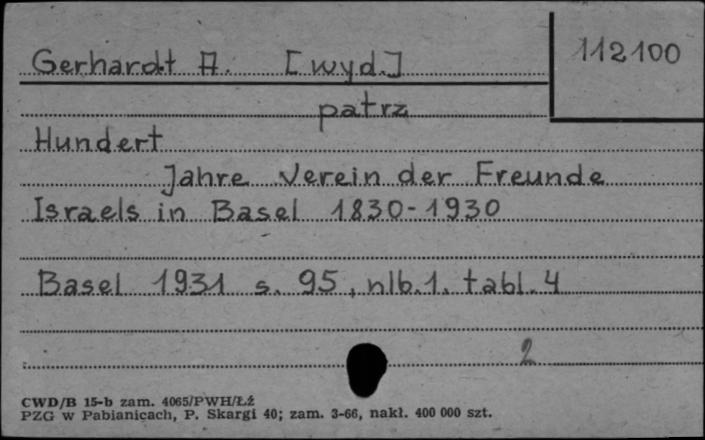 Gerhardt A. [wyd.]
112100
patrz
Hundert
Jahre Verein der Freunde
Israels in Basel 1830-1930
Basel 1931 s. 95, nlb.1. tabl. 4
2
CWD/B 15-b zam. 4065/PWH/ŁŹ
PZG w Pabianicach, P. Skargi 40; zam. 3-66, nakł. 400 000 szt.